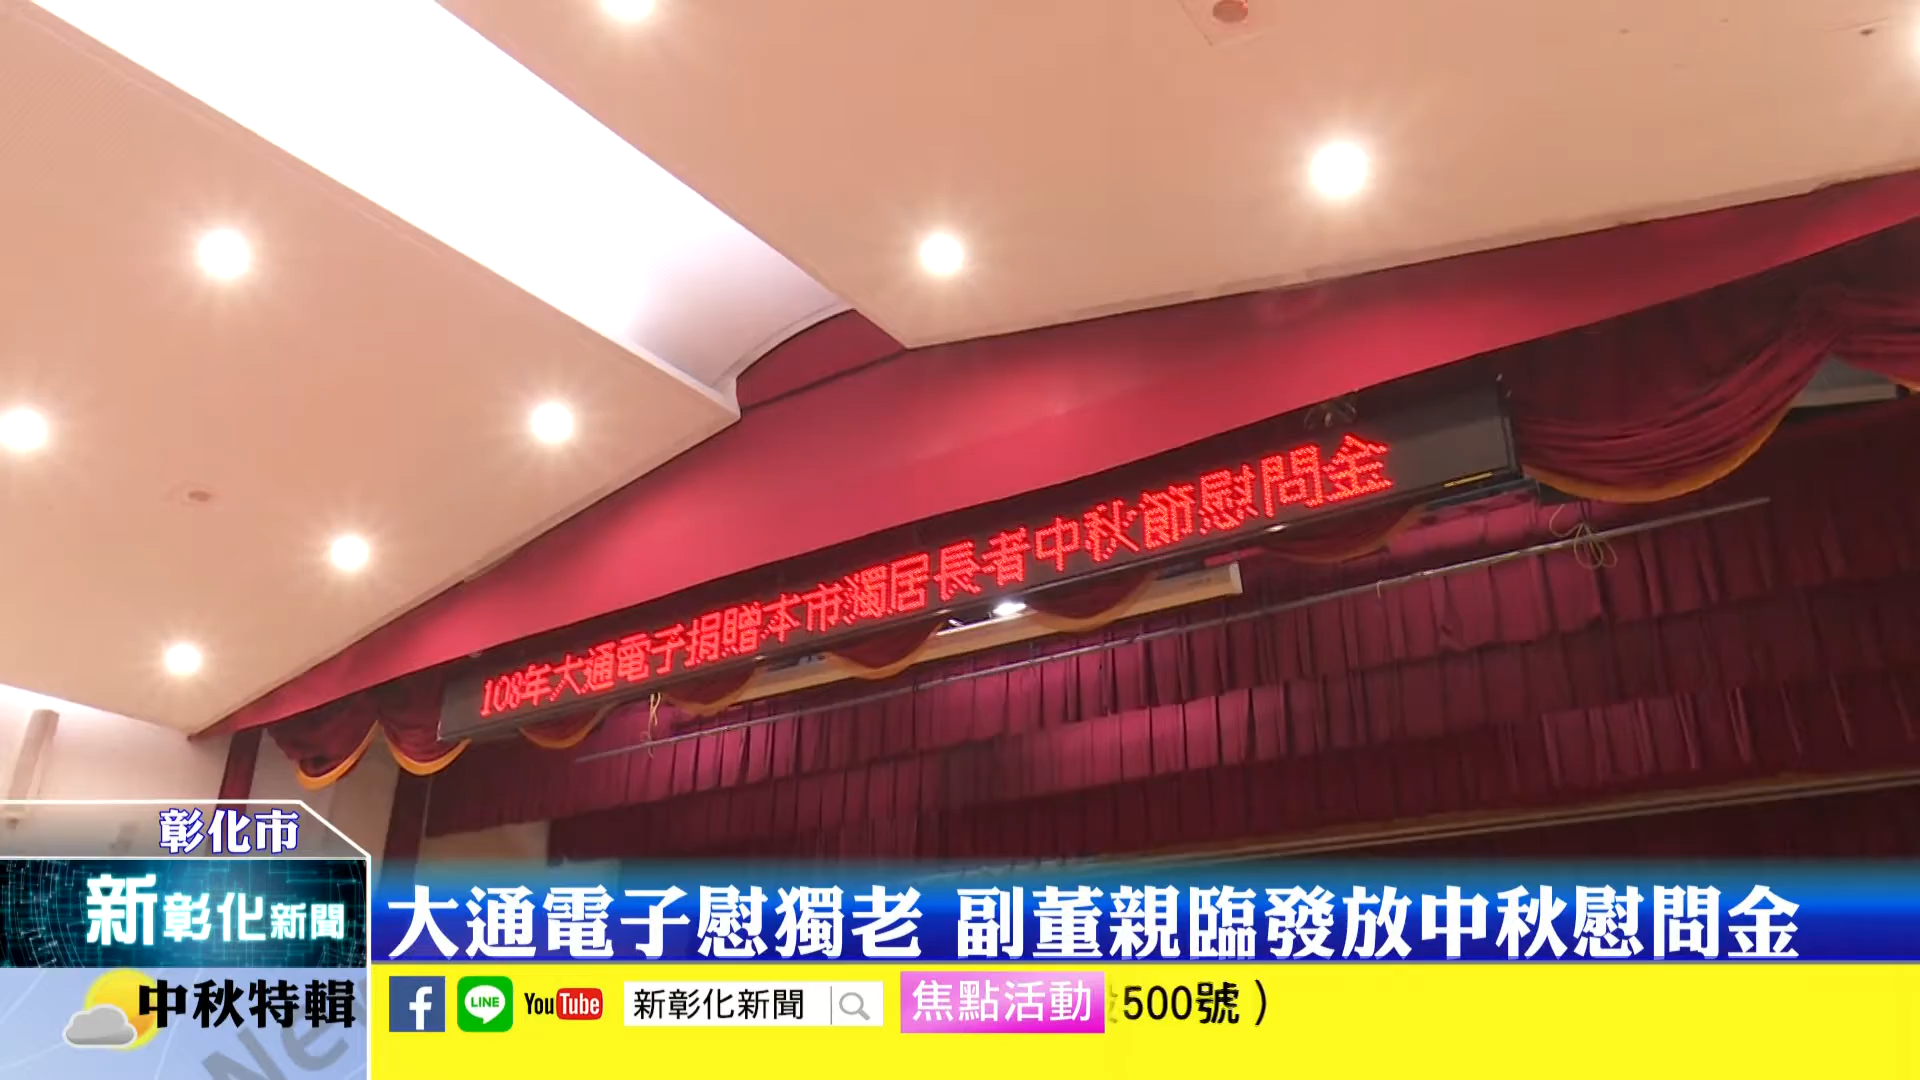 108年大通電子捐贈本市獨居長者中秋節慰問金
彰化市
新彰化新聞
大通電子慰獨老 副董親臨發放中秋慰問金
中秋特輯
LINE
YouTube
新彰化新聞
焦點活動
500號)